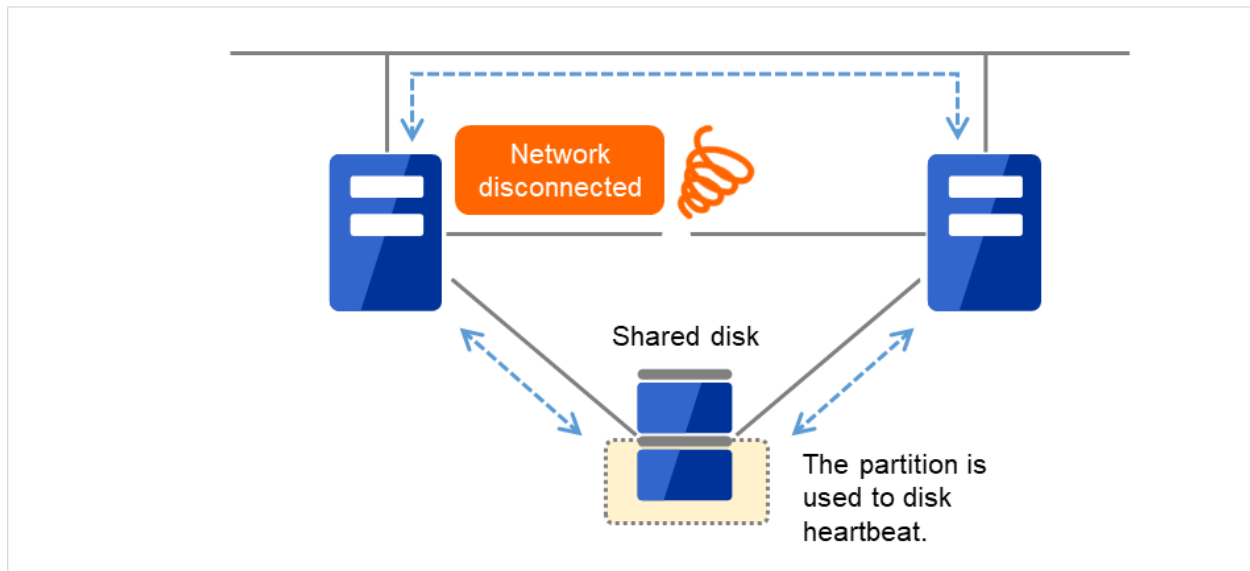 Network
disconnected
Shared disk
The partition is
used to disk
heartbeat.